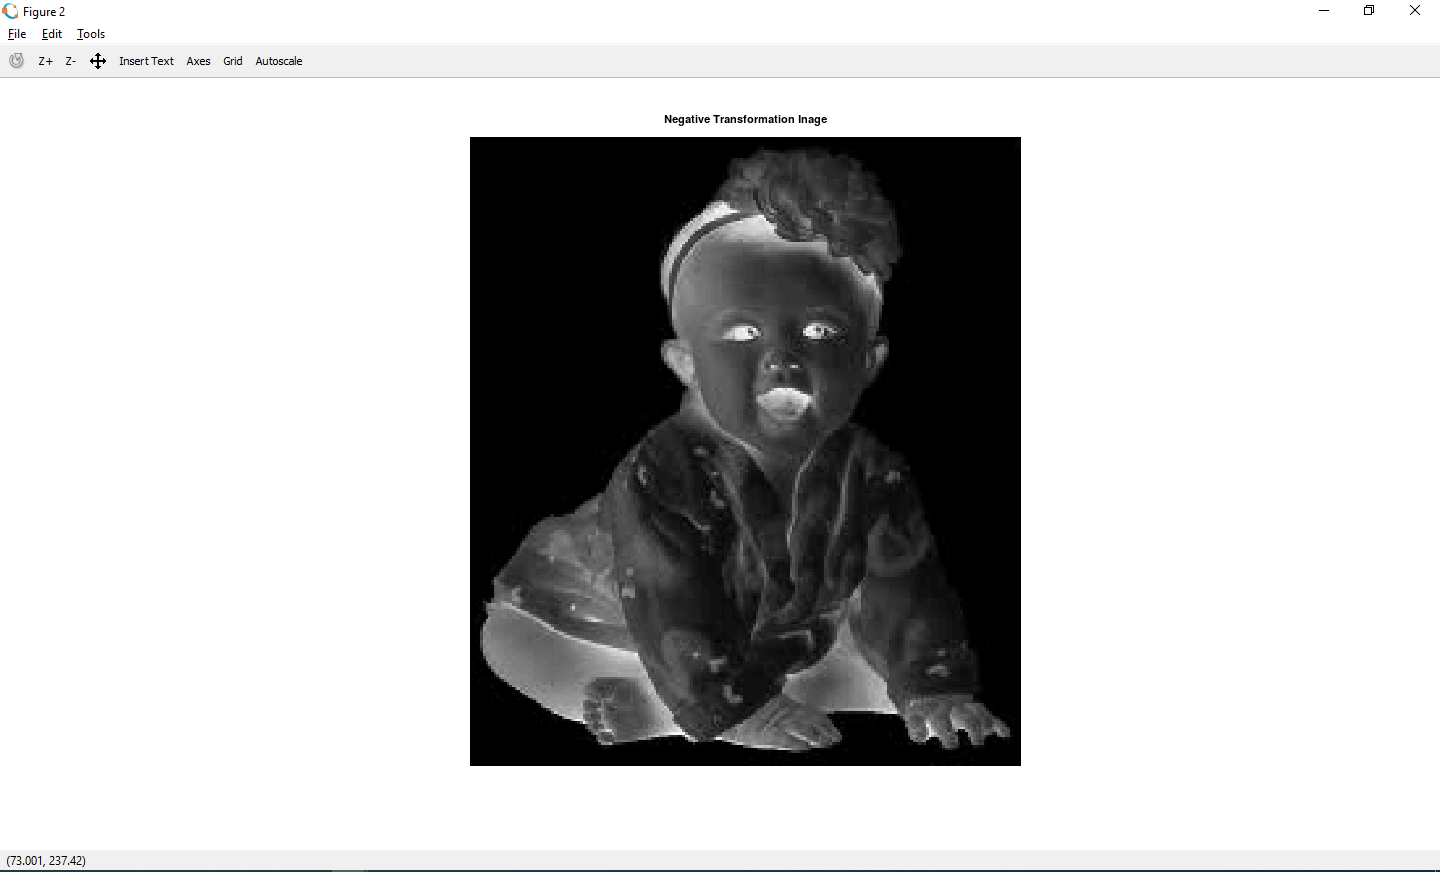 Figure 2
File Edit Tools
Z+ Z- Insert Text Axes Grid Autoscale
Negative Transformation Inage
(73.001, 237.42)